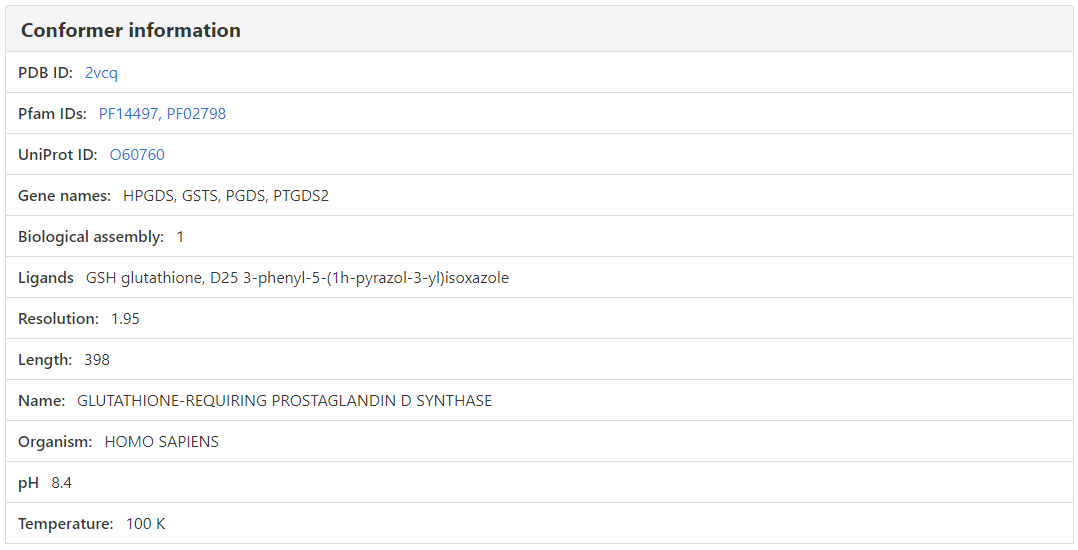 Conformer information
PDB ID: 2vcq
Pfam IDs: PF14497, PF02798
UniProt ID: O60760
Gene names: HPGDS, GSTS, PGDS, PTGDS2
Biological assembly: 1
Ligands GSH glutathione, D25 3-phenyl-5-(1h-pyrazol-3-yl)isoxazole
Resolution: 1.95
Length: 398
Name: GLUTATHIONE-REQUIRING PROSTAGLANDIN D SYNTHASE
Organism: HOMO SAPIENS
pH 8.4
Temperature: 100 K